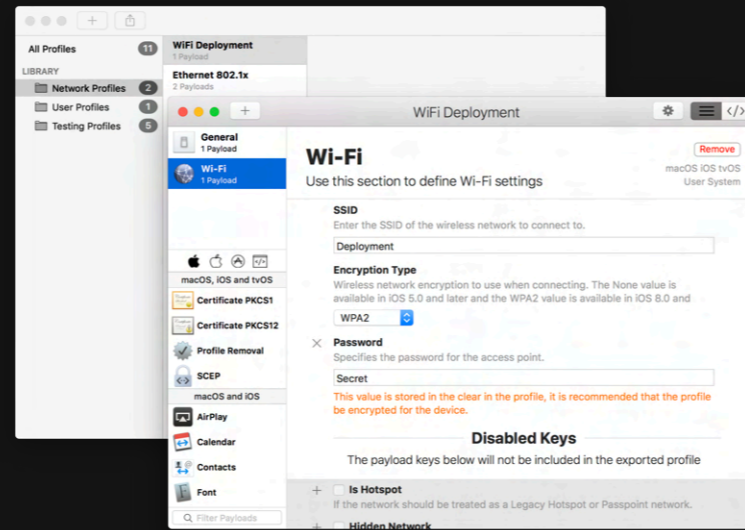 All Profiles 11
LIBRARY
Network Profiles 2
User Profiles 1
Testing Profiles 5
WiFi Deployment
1 Payload
Ethernet 802.1x
2 Payloads
WiFi Deployment
General
1 Payload
Wi-Fi
1 Payload
macOS, iOS and tvOS
Certificate PKCS1
Certificate PKCS12
Profile Removal
SCEP
macOS and iOS
AirPlay
Calendar
Contacts
Font
Filter Payloads
Wi-Fi
Remove
Use this section to define Wi-Fi settings
macOS iOS tvOS
User System
SSID
Enter the SSID of the wireless network to connect to.
Deployment
Encryption Type
Wireless network encryption to use when connecting. The None value is
available in iOS 5.0 and later and the WPA2 value is available in iOS 8.0 and
WPA2
Password
Specifies the password for the access point.
Secret
This value is stored in the clear in the profile, it is recommended that the profile
be encrypted for the device.
Disabled Keys
The payload keys below will not be included in the exported profile
Is Hotspot
If the network should be treated as a Legacy Hotspot or Passpoint network.
Hidden Network